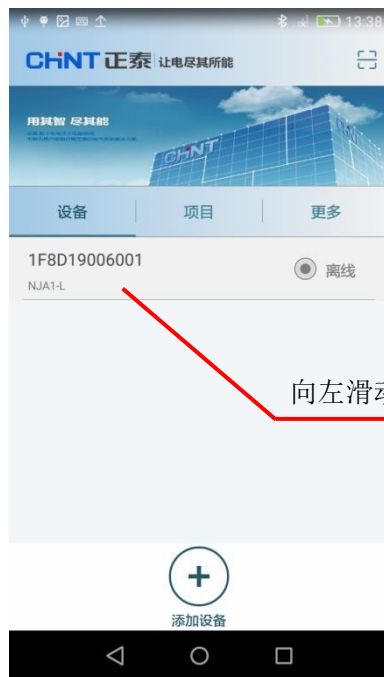 13:38
CHNT 正泰 让电尽其所能
用其智 尽其能
CHNT
设备 项目 更多
1F8D19006001
离线
NJA1-L
向左滑动
添加设备